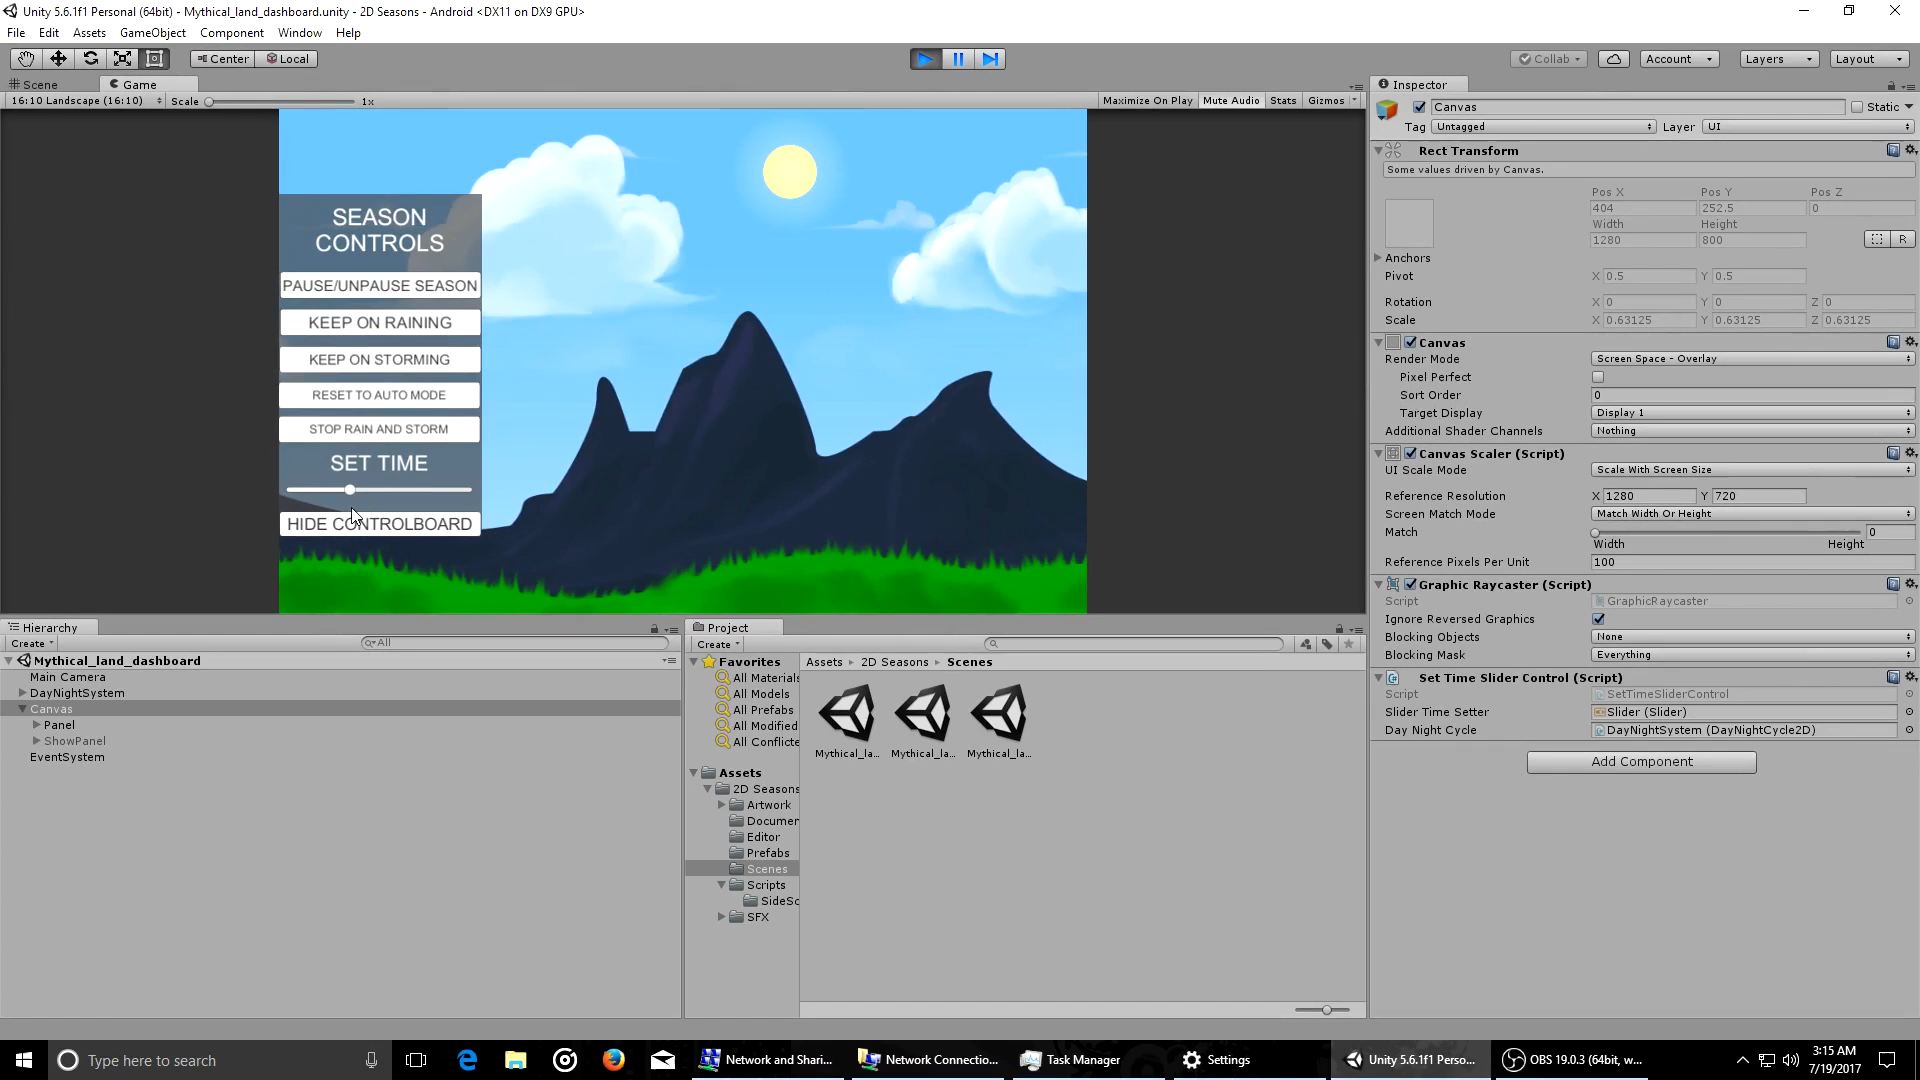 Unity 5.6.1f1 Personal (64bit) - Mythical_land_dashboard.unity - 2D Seasons - Android <DX11 on DX9 GPU>
File Edit Assets GameObject Component Window Help
Center Local
Collab Account Layers Layout
Scene Game
16:10 Landscape (16:10) Scale 1x Maximize On Play Mute Audio Stats Gizmos
SEASON
CONTROLS
PAUSE/UNPAUSE SEASON
KEEP ON RAINING
KEEP ON STORMING
RESET TO AUTO MODE
STOP RAIN AND STORM
SET TIME
HIDE CONTROLBOARD
Inspector
Canvas Static
Tag Untagged Layer UI
Rect Transform
Some values driven by Canvas.
Pos X Pos Y Pos Z
404 252.5 0
Width Height
1280 800 R
Anchors
Pivot X 0.5 Y 0.5
Rotation X 0 Y 0 Z 0
Scale X 0.63125 Y 0.63125 Z 0.63125
Canvas
Render Mode Screen Space - Overlay
Pixel Perfect
Sort Order 0
Target Display Display 1
Additional Shader Channels Nothing
Canvas Scaler (Script)
UI Scale Mode Scale With Screen Size
Reference Resolution X 1280 Y 720
Screen Match Mode Match Width Or Height
Match 0
Width Height
Reference Pixels Per Unit 100
Graphic Raycaster (Script)
Script GraphicRaycaster
Ignore Reversed Graphics
Blocking Objects None
Blocking Mask Everything
Set Time Slider Control (Script)
Script SetTimeSliderControl
Slider Time Setter Slider (Slider)
Day Night Cycle DayNightSystem (DayNightCycle2D)
Add Component
Hierarchy
Create All
Mythical_land_dashboard
Main Camera
DayNightSystem
Canvas
Panel
ShowPanel
EventSystem
Project
Create
Favorites
All Materials
All Models
All Prefabs
All Modified
All Conflicte
Assets
2D Seasons
Artwork
Documen
Editor
Prefabs
Scenes
Scripts
SideSc
SFX
Assets 2D Seasons Scenes
Mythical_la... Mythical_la... Mythical_la...
Type here to search
Network and Shari...
Network Connectio...
Task Manager
Settings
Unity 5.6.1f1 Perso...
OBS 19.0.3 (64bit, w...
3:15 AM
7/19/2017